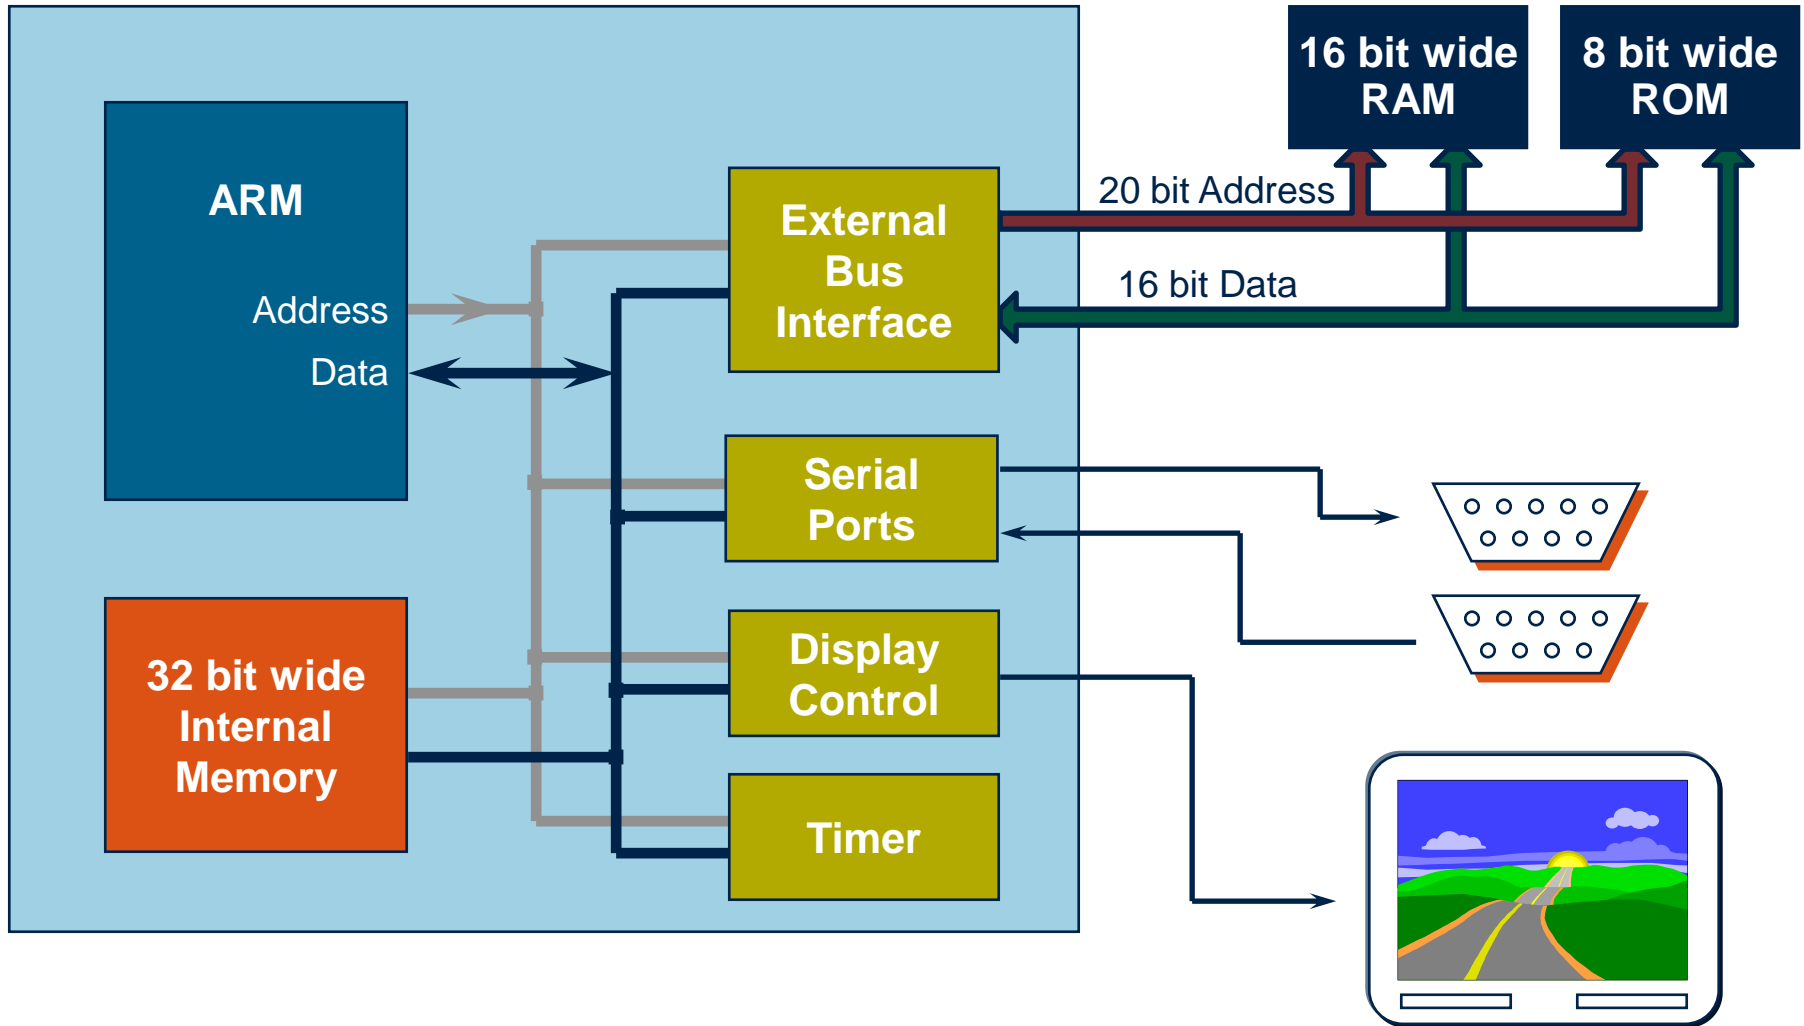 16 bit wide
RAM
8 bit wide
ROM
ARM
Address
Data
External
Bus
Interface
20 bit Address
16 bit Data
Serial
Ports
32 bit wide
Internal
Memory
Display
Control
Timer